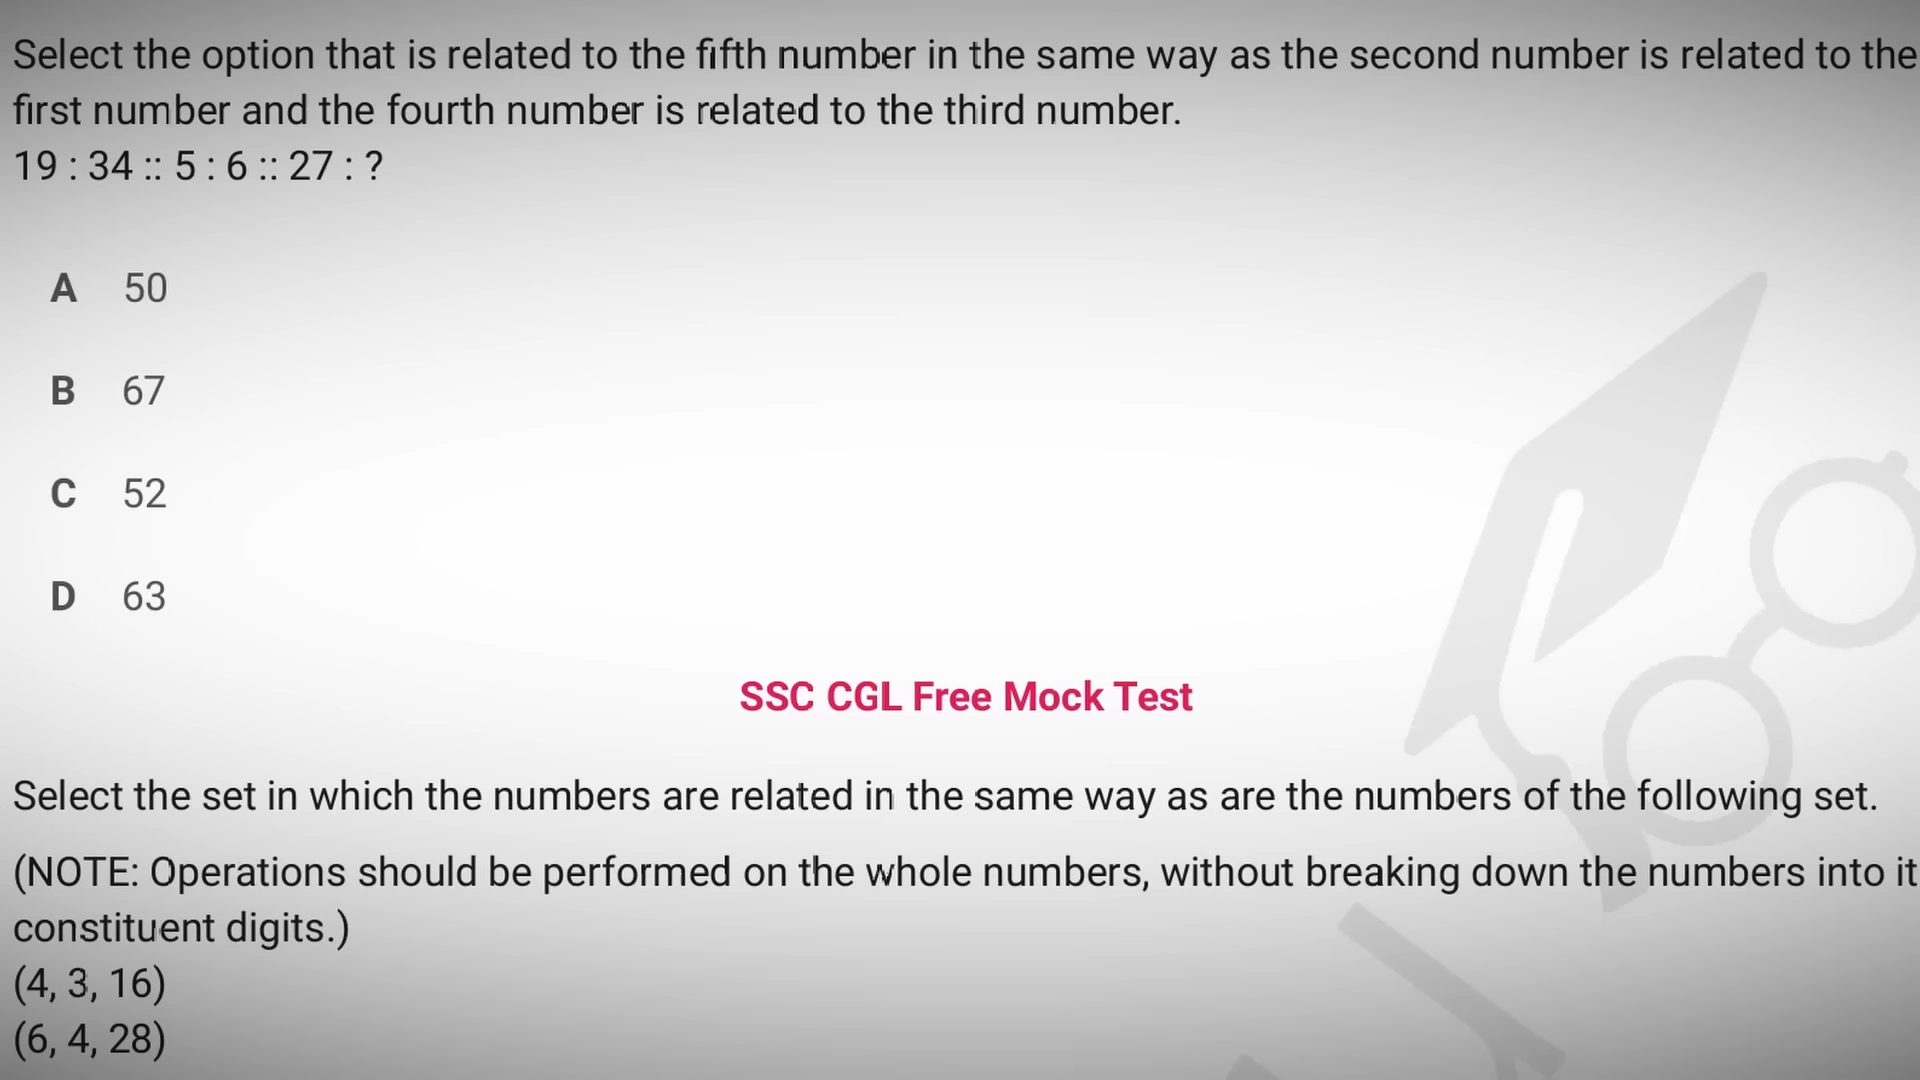 Select the option that is related to the fifth number in the same way as the second number is related to the
first number and the fourth number is related to the third number.
19 : 34 :: 5 : 6 :: 27 : ?
A 50
B 67
C 52
D 63
SSC CGL Free Mock Test
Select the set in which the numbers are related in the same way as are the numbers of the following set.
(NOTE: Operations should be performed on the whole numbers, without breaking down the numbers into it
constituent digits.)
(4, 3, 16)
(6, 4, 28)